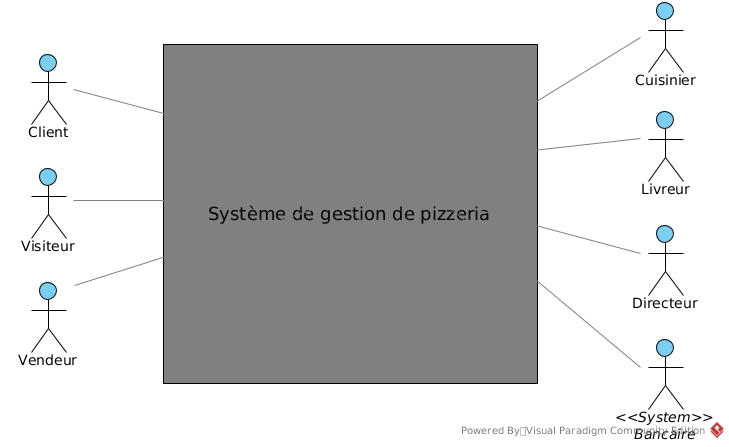 Cuisinier
Client
Livreur
Système de gestion de pizzeria
Visiteur
Directeur
Vendeur
<<System>>
Bancaire
Powered By Visual Paradigm Community Edition